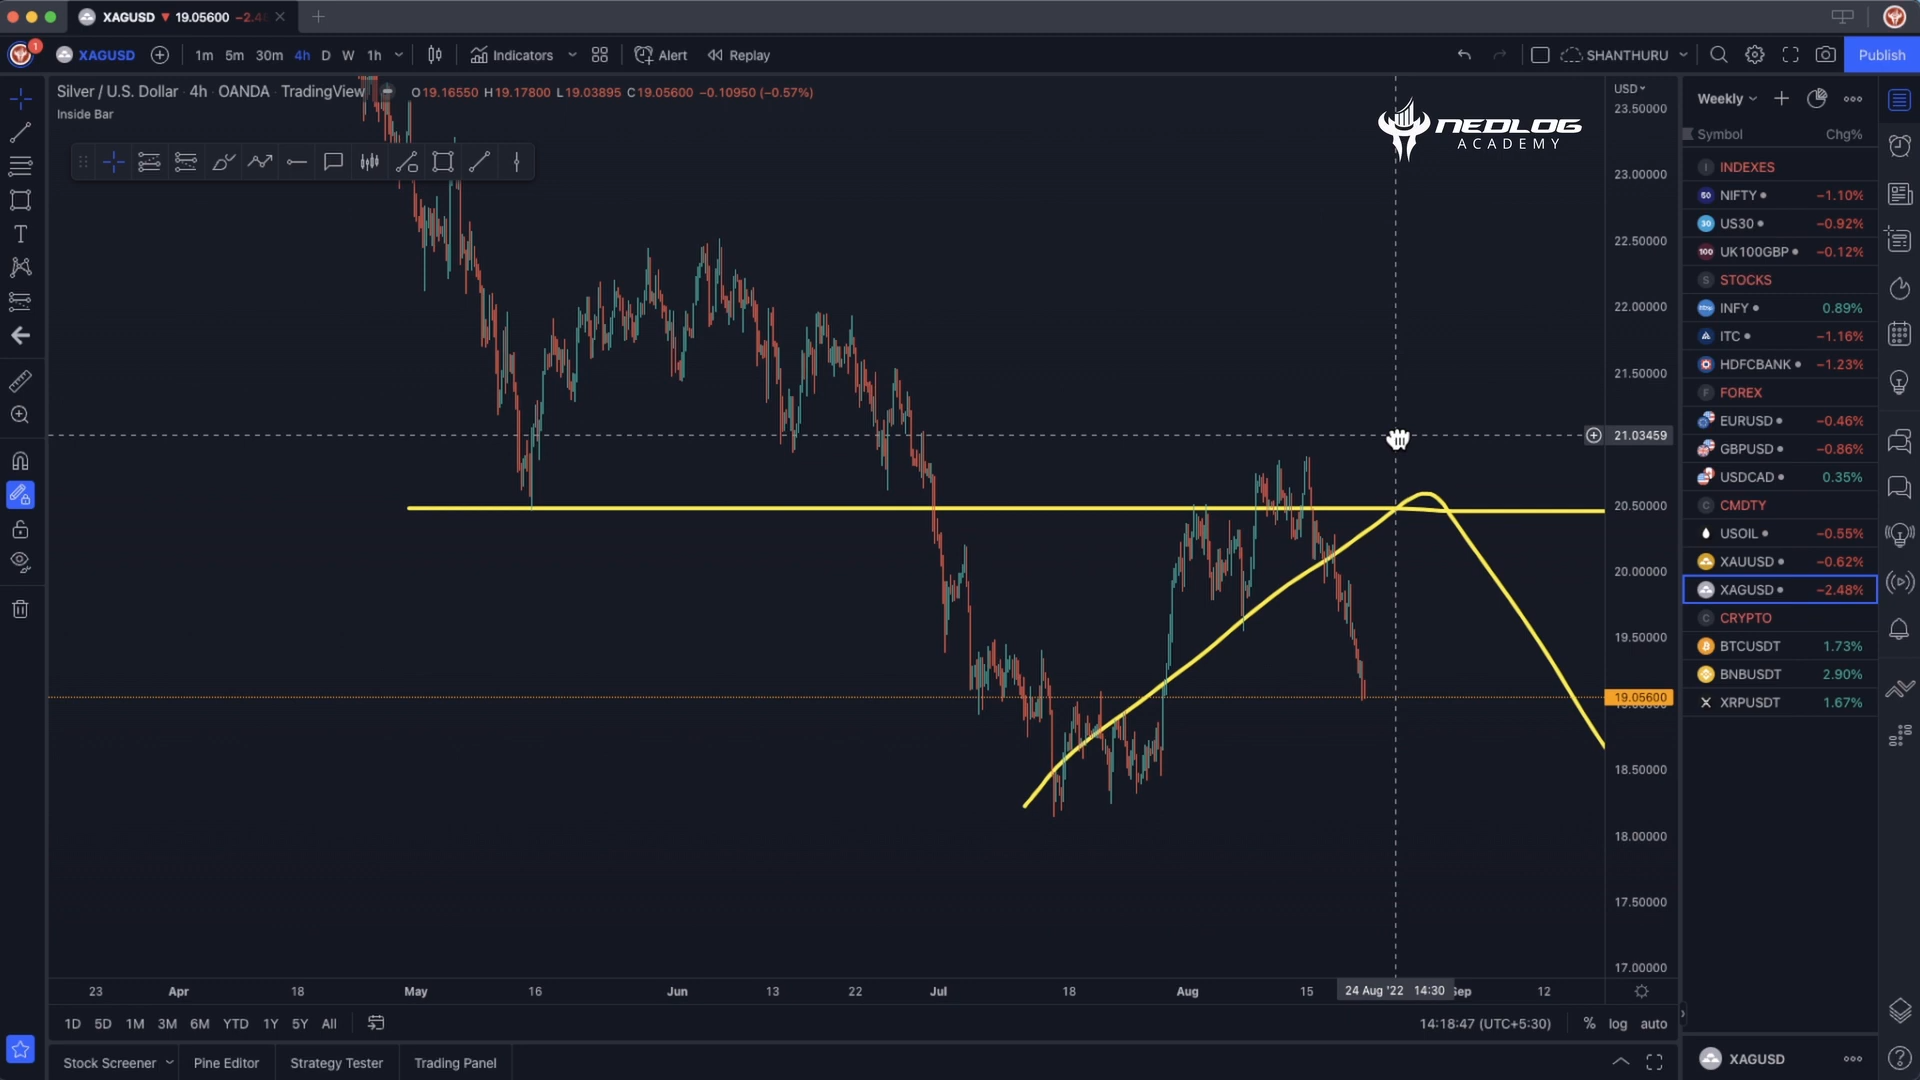 XAGUSD ▼ 19.05600 −2.48
1
XAGUSD 1m 5m 30m 4h D W 1h Indicators Alert Replay SHANTHURU Publish
Silver / U.S. Dollar 4h OANDA TradingView O19.16550 H19.17800 L19.03895 C19.05600 −0.10950 (−0.57%)
Inside Bar
NEDLOG
ACADEMY
USD
23.50000
23.00000
22.50000
22.00000
21.50000
21.03459
20.50000
20.00000
19.50000
19.05600
18.50000
18.00000
17.50000
17.00000
23 Apr 18 May 16 Jun 13 22 Jul 18 Aug 15 24 Aug '22 14:30 Sep 12
1D 5D 1M 3M 6M YTD 1Y 5Y All
14:18:47 (UTC+5:30) % log auto
Stock Screener Pine Editor Strategy Tester Trading Panel
Weekly
Symbol Chg%
I INDEXES
50 NIFTY −1.10%
30 US30 −0.92%
100 UK100GBP −0.12%
S STOCKS
INFY 0.89%
ITC −1.16%
HDFCBANK −1.23%
F FOREX
EURUSD −0.46%
GBPUSD −0.86%
USDCAD 0.35%
C CMDTY
USOIL −0.55%
XAUUSD −0.62%
XAGUSD −2.48%
C CRYPTO
BTCUSDT 1.73%
BNBUSDT 2.90%
XRPUSDT 1.67%
XAGUSD